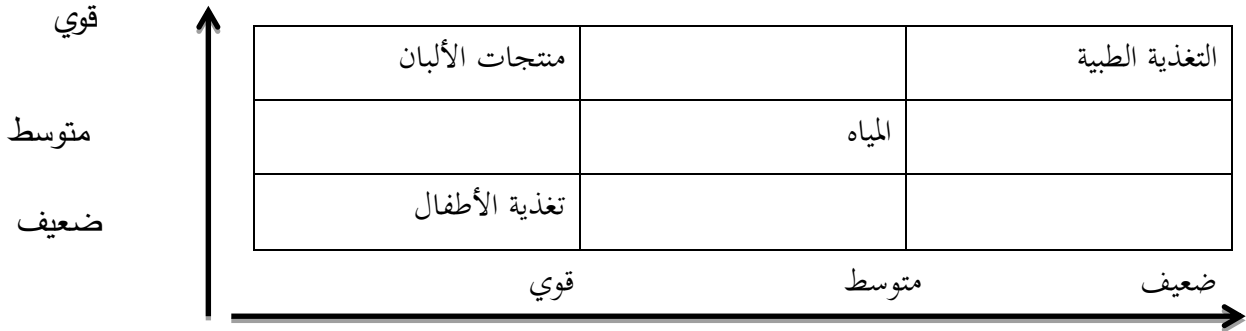 قوي
التغذية الطبية منتجات الألبان
متوسط
المياه
ضعيف
تغذية الأطفال
ضعيف متوسط قوي